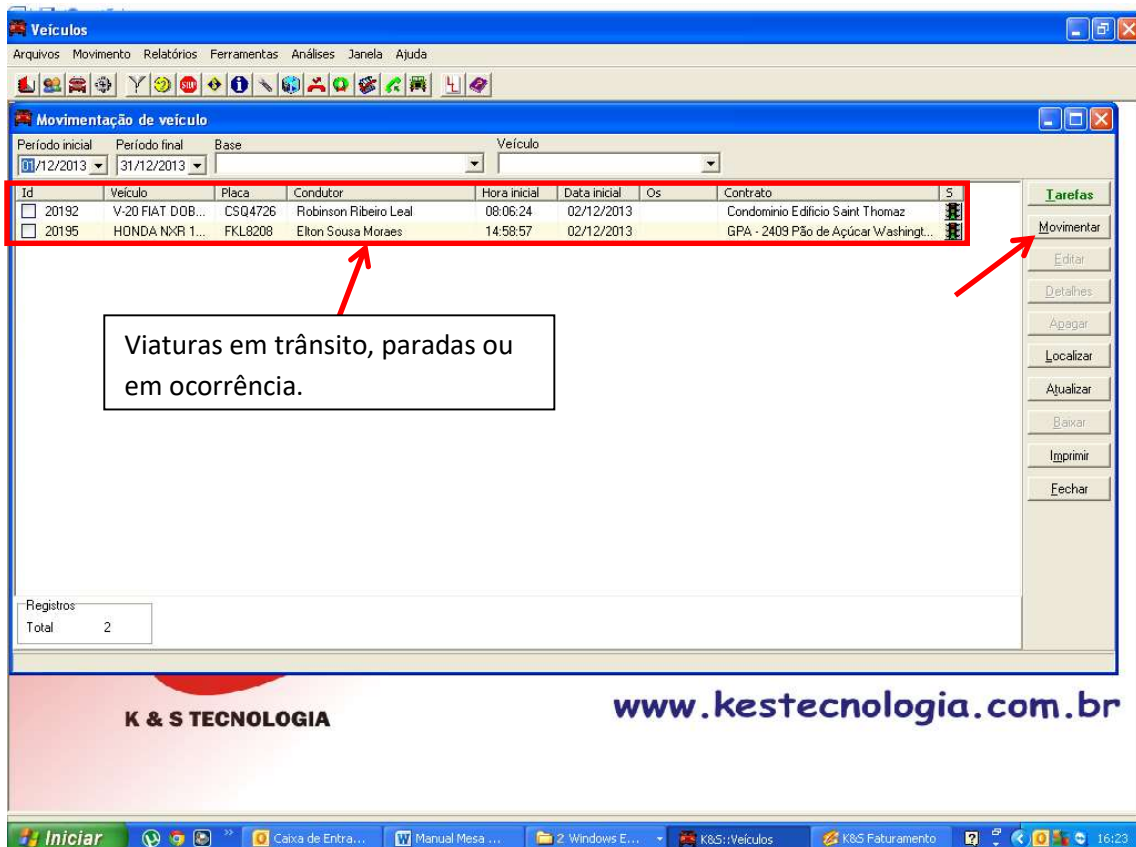 Veículos
Arquivos Movimento Relatórios Ferramentas Análises Janela Ajuda
STOP
Movimentação de veículo
Período inicial Período final Base Veículo
01/12/2013 31/12/2013
Id Veículo Placa Condutor Hora inicial Data inicial Os Contrato S
20192 V-20 FIAT DOB... CSQ4726 Robinson Ribeiro Leal 08:06:24 02/12/2013 Condominio Edificio Saint Thomaz
20195 HONDA NXR 1... FKL8208 Elton Sousa Moraes 14:58:57 02/12/2013 GPA - 2409 Pão de Açúcar Washingt...
Tarefas
Movimentar
Editar
Detalhes
Apagar
Localizar
Atualizar
Baixar
Imprimir
Fechar
Viaturas em trânsito, paradas ou
em ocorrência.
Registros
Total 2
K & S TECNOLOGIA
www.kestecnologia.com.br
Iniciar Caixa de Entra... Manual Mesa ... 2 Windows E... K&S::Veículos K&S Faturamento 16:23